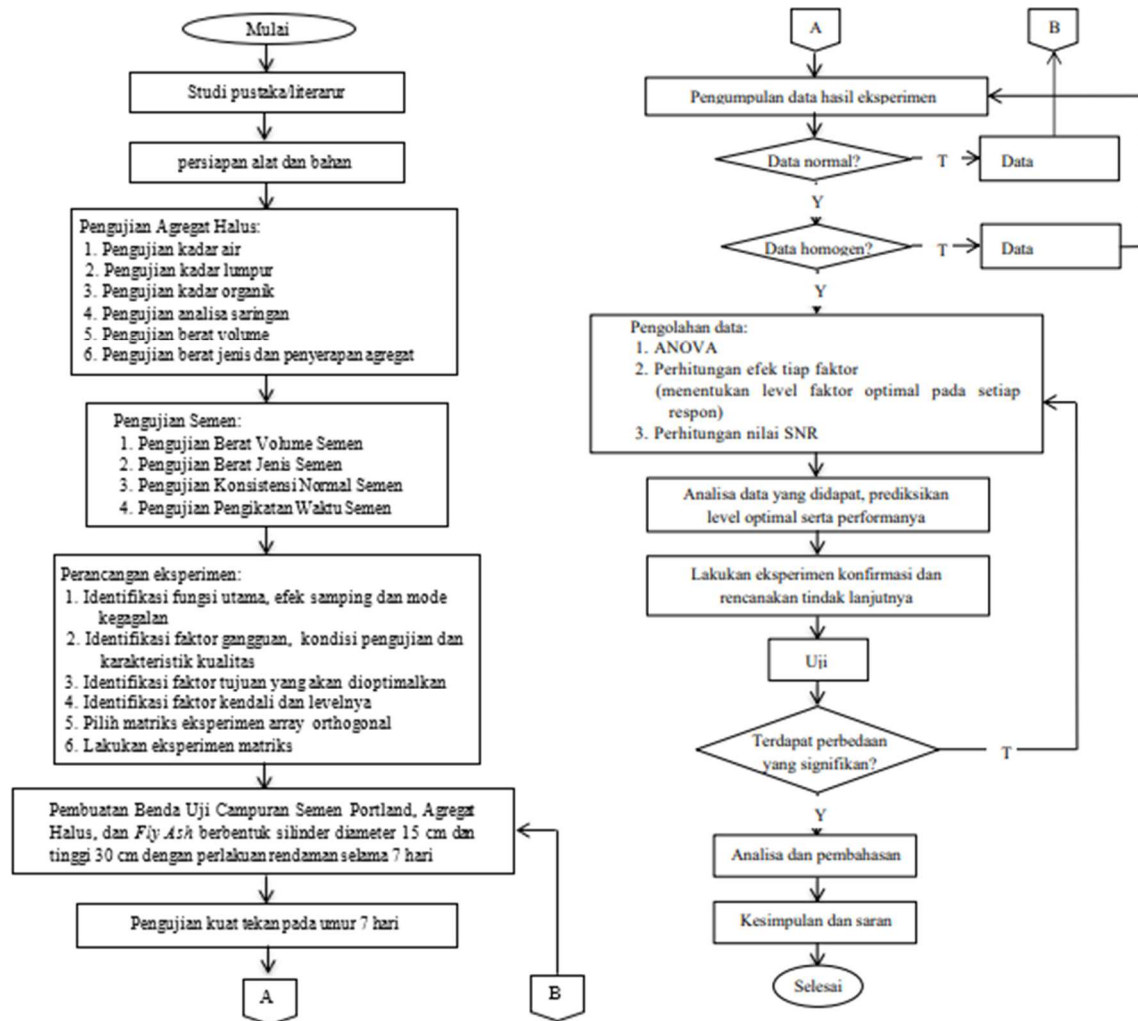 Mulai
Studi pustaka/literarur
persiapan alat dan bahan
Pengujian Agregat Halus:
1. Pengujian kadar air
2. Pengujian kadar lumpur
3. Pengujian kadar organik
4. Pengujian analisa saringan
5. Pengujian berat volume
6. Pengujian berat jenis dan penyerapan agregat
Pengujian Semen:
1. Pengujian Berat Volume Semen
2. Pengujian Berat Jenis Semen
3. Pengujian Konsistensi Normal Semen
4. Pengujian Pengikatan Waktu Semen
Perancangan eksperimen:
1. Identifikasi fungsi utama, efek samping dan mode
kegagalan
2. Identifikasi faktor gangguan, kondisi pengujian dan
karakteristik kualitas
3. Identifikasi faktor tujuan yang akan dioptimalkan
4. Identifikasi faktor kendali dan levelnya
5. Pilih matriks eksperimen array orthogonal
6. Lakukan eksperimen matriks
Pembuatan Benda Uji Campuran Semen Portland, Agregat
Halus, dan Fly Ash berbentuk silinder diameter 15 cm dan
tinggi 30 cm dengan perlakuan rendaman selama 7 hari
Pengujian kuat tekan pada umur 7 hari
A
B
A
B
Pengumpulan data hasil eksperimen
Data normal?
T
Data
Y
Data homogen?
T
Data
Y
Pengolahan data:
1. ANOVA
2. Perhitungan efek tiap faktor
(menentukan level faktor optimal pada setiap
respon)
3. Perhitungan nilai SNR
Analisa data yang didapat, prediksikan
level optimal serta performanya
Lakukan eksperimen konfirmasi dan
rencanakan tindak lanjutnya
Uji
Terdapat perbedaan
yang signifikan?
T
Y
Analisa dan pembahasan
Kesimpulan dan saran
Selesai